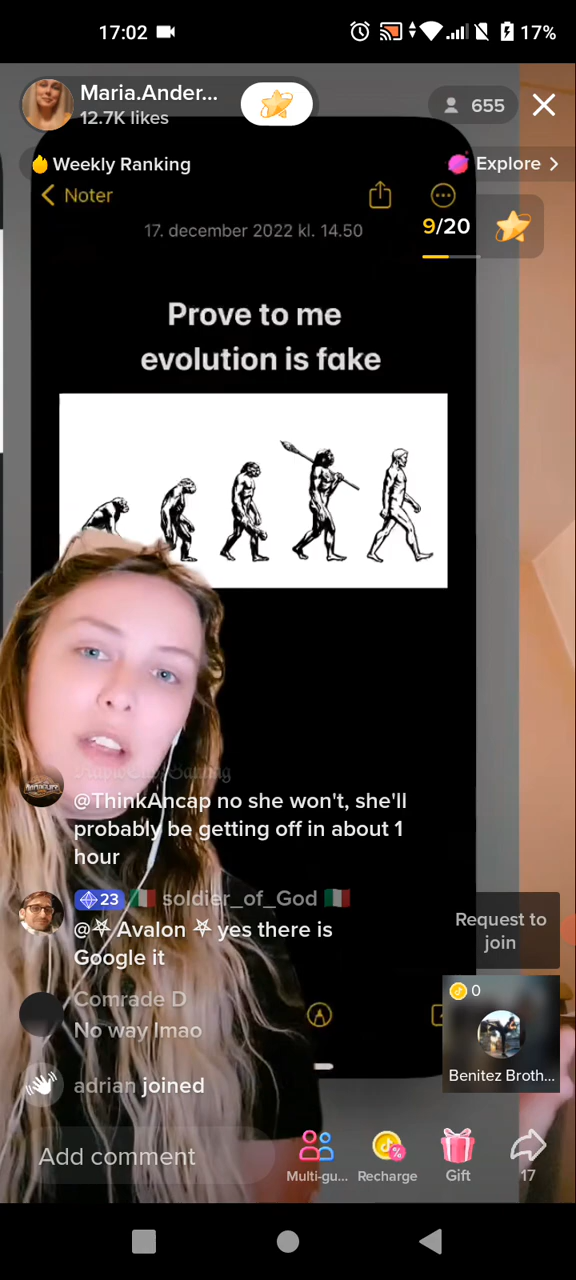 17:02
17%
Maria.Ander...
12.7K likes
655
Weekly Ranking
Explore
Noter
17. december 2022 kl. 14.50
9/20
Prove to me
evolution is fake
@ThinkAncap no she won't, she'll
probably be getting off in about 1
hour
23 soldier_of_God
@⛧ Avalon ⛧ yes there is
Google it
Request to
join
Comrade D
No way lmao
0
Benitez Broth...
adrian joined
Add comment
Multi-gu...
Recharge
Gift
17